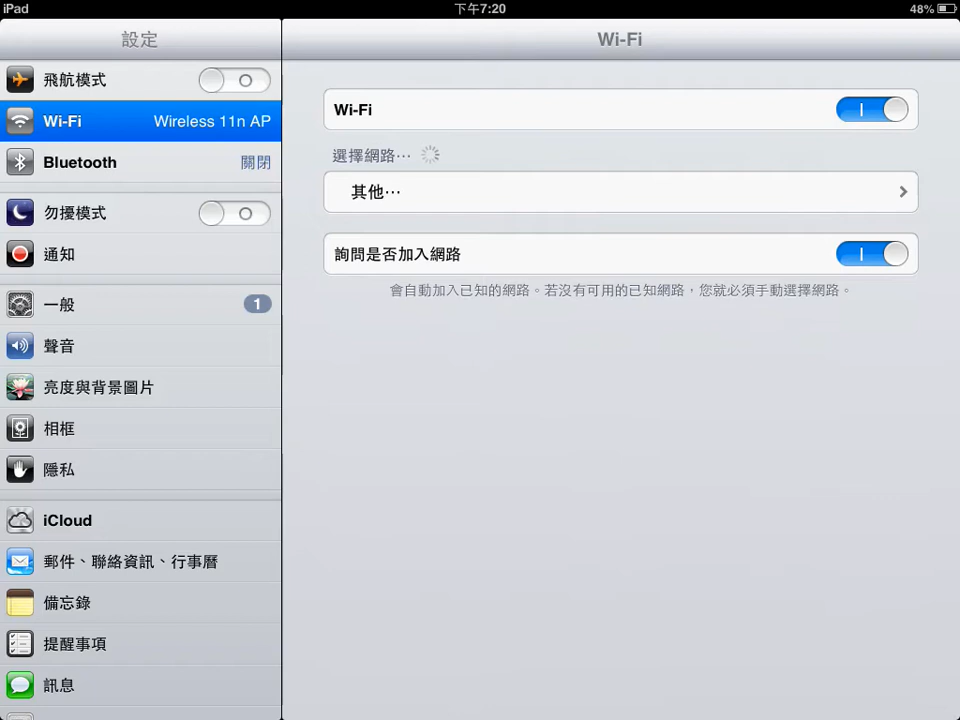 iPad
下午7:20
48%
設定
Wi-Fi
飛航模式
Wi-Fi
Wireless 11n AP
Bluetooth
關閉
勿擾模式
通知
一般
1
聲音
亮度與背景圖片
相框
隱私
iCloud
郵件、聯絡資訊、行事曆
備忘錄
提醒事項
訊息
Wi-Fi
選擇網路⋯
其他⋯
詢問是否加入網路
會自動加入已知的網路。若沒有可用的已知網路，您就必須手動選擇網路。